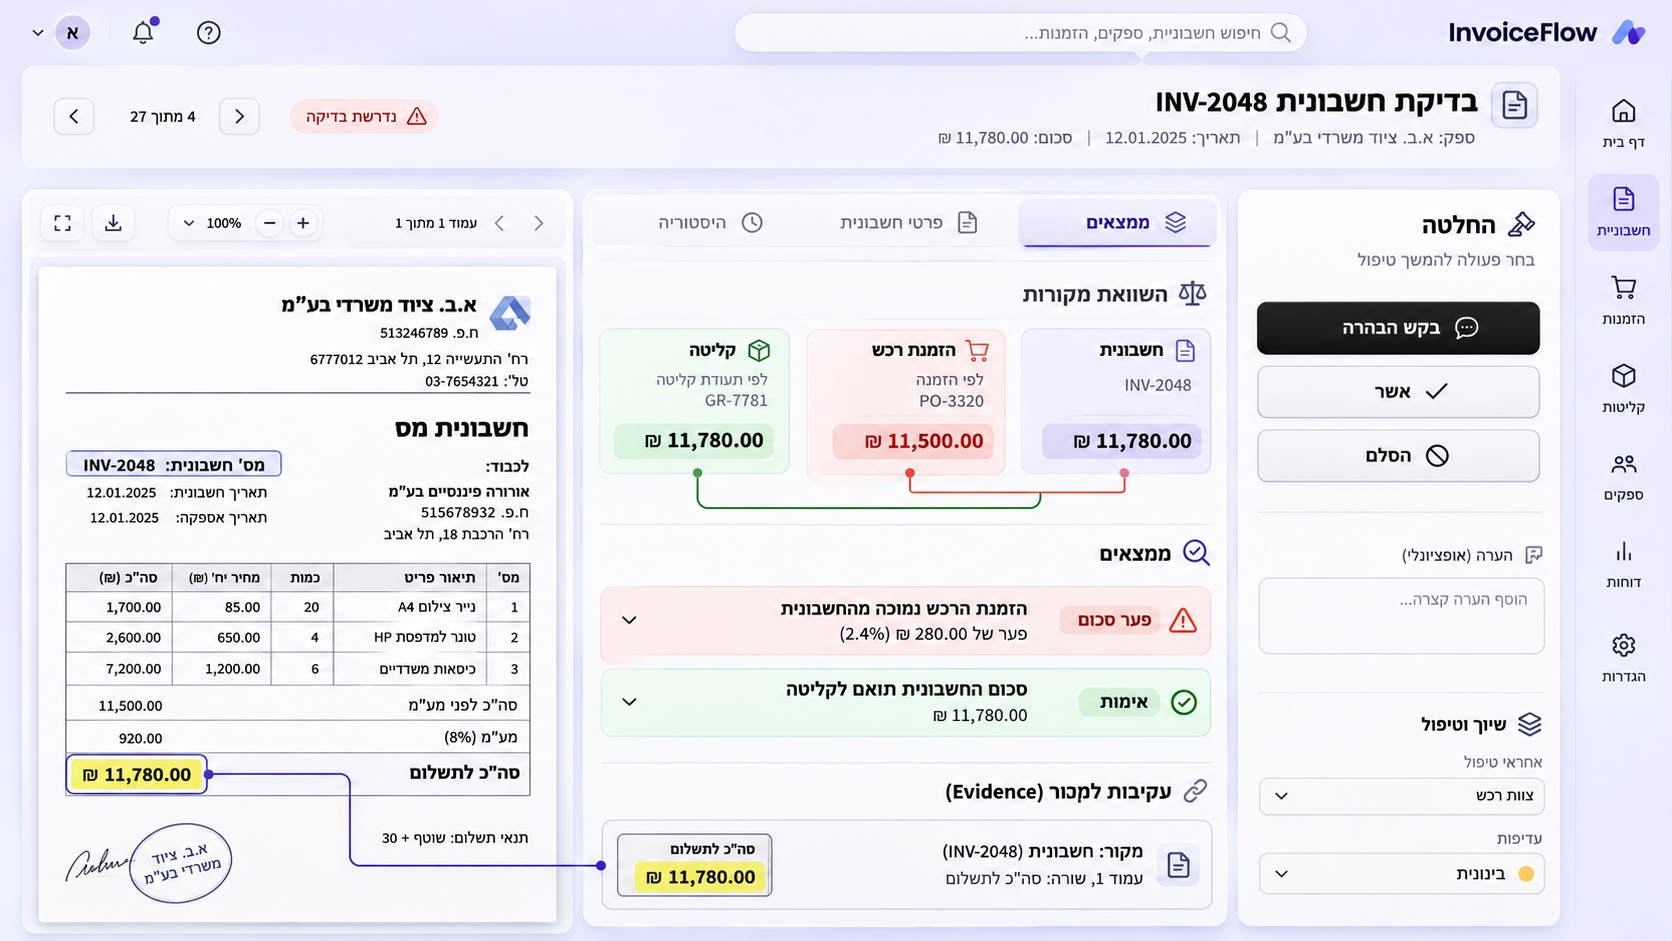 InvoiceFlow
חיפוש חשבוניית, ספקים, הזמנות...
א
דף בית
חשבוניית
הזמנות
קליטות
ספקים
דוחות
הגדרות
בדיקת חשבונית INV-2048
ספק: א.ב. ציוד משרדי בע"מ | תאריך: 12.01.2025 | סכום: 11,780.00 ₪
נדרשת בדיקה
4 מתוך 27
החלטה
בחר פעולה להמשך טיפול
בקש הבהרה
אשר
הסלם
הערה (אופציונלי)
הוסף הערה קצרה...
שיוך וטיפול
אחראי טיפול
צוות רכש
עדיפות
בינונית
ממצאים
פרטי חשבונית
היסטוריה
השוואת מקורות
חשבונית
INV-2048
11,780.00 ₪
הזמנת רכש
לפי הזמנה
PO-3320
11,500.00 ₪
קליטה
לפי תעודת קליטה
GR-7781
11,780.00 ₪
ממצאים
פער סכום
הזמנת הרכש נמוכה מהחשבונית
פער של 280.00 ₪ (2.4%)
אימות
סכום החשבונית תואם לקליטה
11,780.00 ₪
עקיבות למכור (Evidence)
מקור: חשבונית (INV-2048)
עמוד 1, שורה: סה"כ לתשלום
סה"כ לתשלום
11,780.00 ₪
עמוד 1 מתוך 1
100%
א.ב. ציוד משרדי בע"מ
ח.פ. 513246789
רח' התעשייה 12, תל אביב 6777012
טל': 03-7654321
חשבונית מס
לכבוד:
אורורה פיננסיים בע"מ
ח.פ. 515678932
רח' הרכבת 18, תל אביב
מס' חשבונית: INV-2048
תאריך חשבונית: 12.01.2025
תאריך אספקה: 12.01.2025
מס' תיאור פריט כמות מחיר יח' (₪) סה"כ (₪)
1 נייר צילום A4 20 85.00 1,700.00
2 טונר למדפסת HP 4 650.00 2,600.00
3 כיסאות משדדיים 6 1,200.00 7,200.00
סה"כ לפני מע"מ 11,500.00
מע"מ (8%) 920.00
סה"כ לתשלום 11,780.00 ₪
תנאי תשלום: שוטף + 30
א.ב. ציוד
משרדי בע"מ